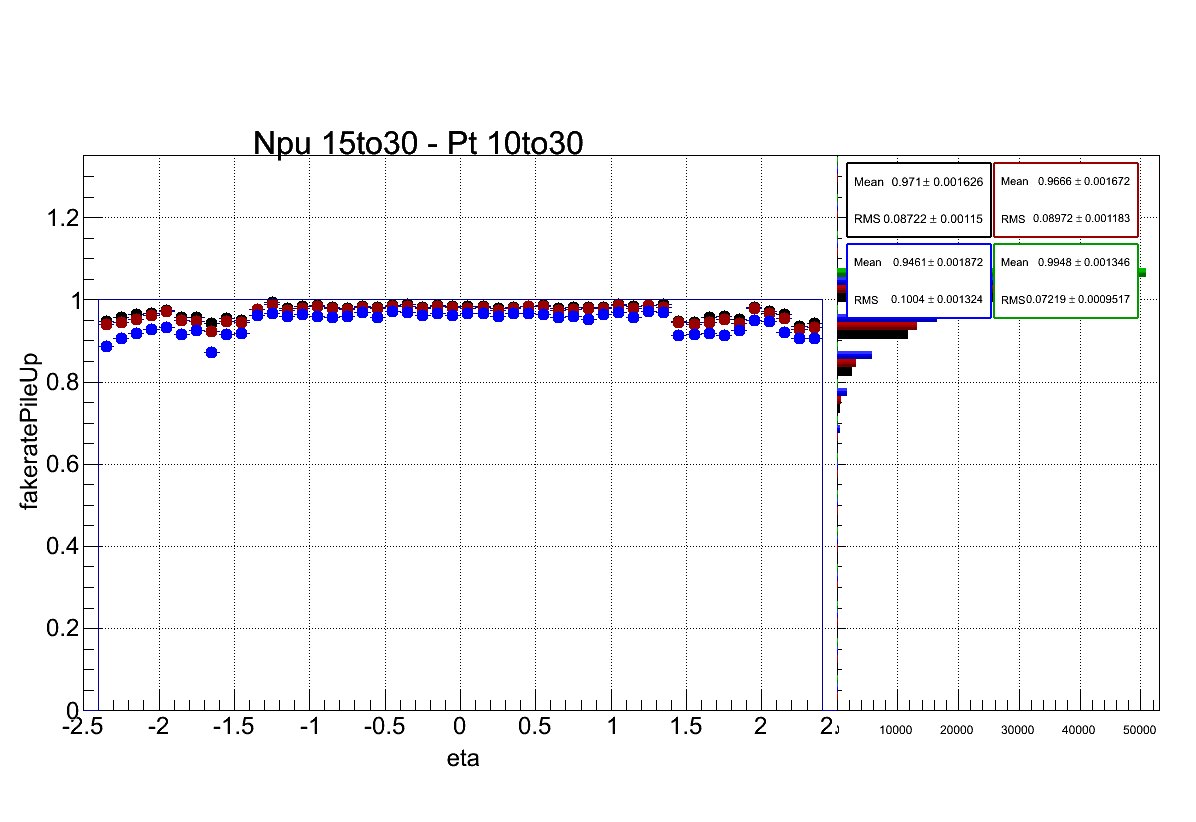 Npu 15to30 - Pt 10to30
Mean 0.971 ± 0.001626
RMS 0.08722 ± 0.00115
Mean 0.9666 ± 0.001672
RMS 0.08972 ± 0.001183
Mean 0.9461 ± 0.001872
RMS 0.1004 ± 0.001324
Mean 0.9948 ± 0.001346
RMS 0.07219 ± 0.0009517
fakeratePileUp
1.2
1
0.8
0.6
0.4
0.2
0
-2.5 -2 -1.5 -1 -0.5 0 0.5 1 1.5 2 2.
10000 20000 30000 40000 50000
eta